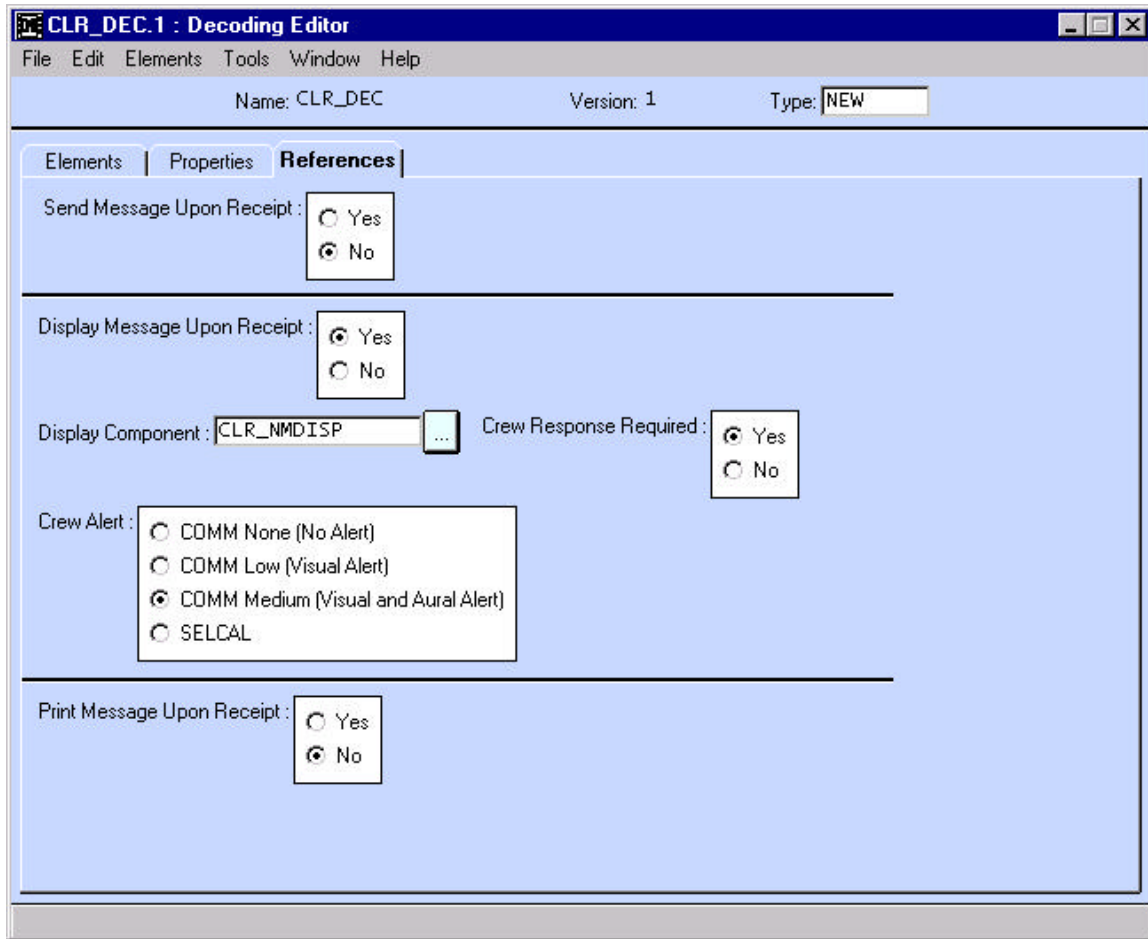 CLR_DEC.1 : Decoding Editor
File Edit Elements Tools Window Help
Name: CLR_DEC Version: 1 Type: NEW
Elements Properties References
Send Message Upon Receipt : Yes
No
Display Message Upon Receipt : Yes
No
Display Component : CLR_NMDISP ... Crew Response Required : Yes
No
Crew Alert : COMM None (No Alert)
COMM Low (Visual Alert)
COMM Medium (Visual and Aural Alert)
SELCAL
Print Message Upon Receipt : Yes
No